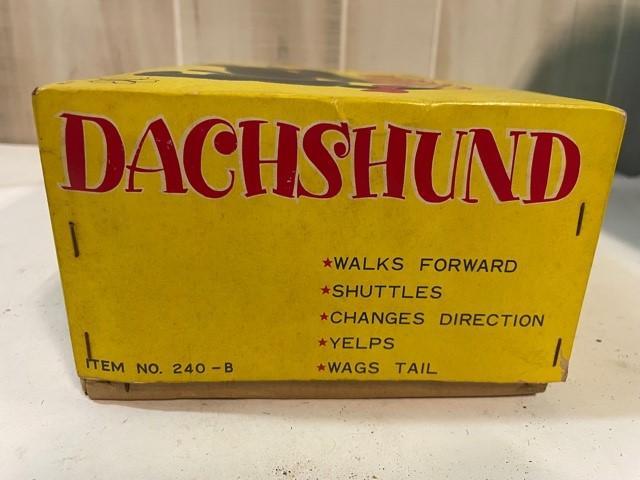 DACHSHUND
★WALKS FORWARD
★SHUTTLES
★CHANGES DIRECTION
★YELPS
★WAGS TAIL
ITEM NO. 240-B